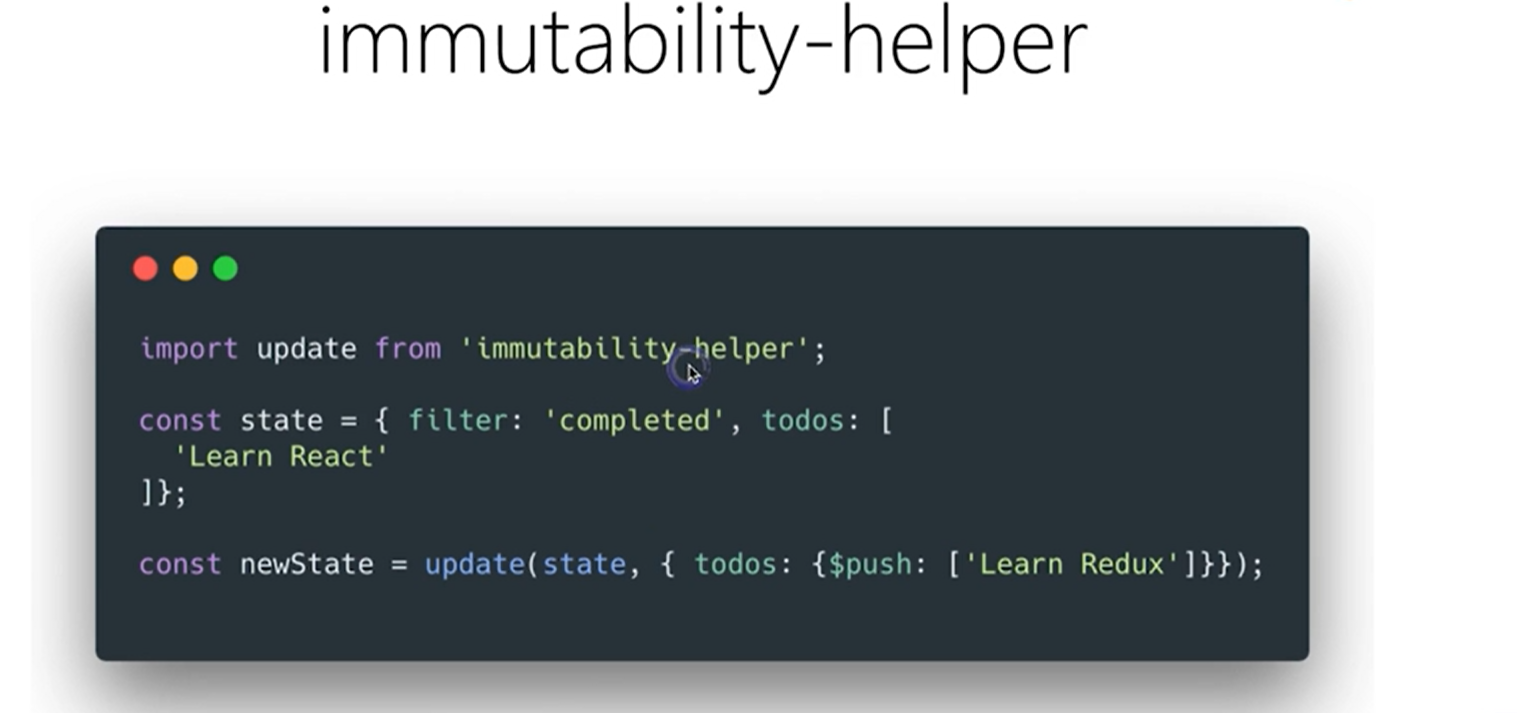 immutability-helper
import update from 'immutability-helper';
const state = { filter: 'completed', todos: [
'Learn React'
]};
const newState = update(state, { todos: {$push: ['Learn Redux']}});